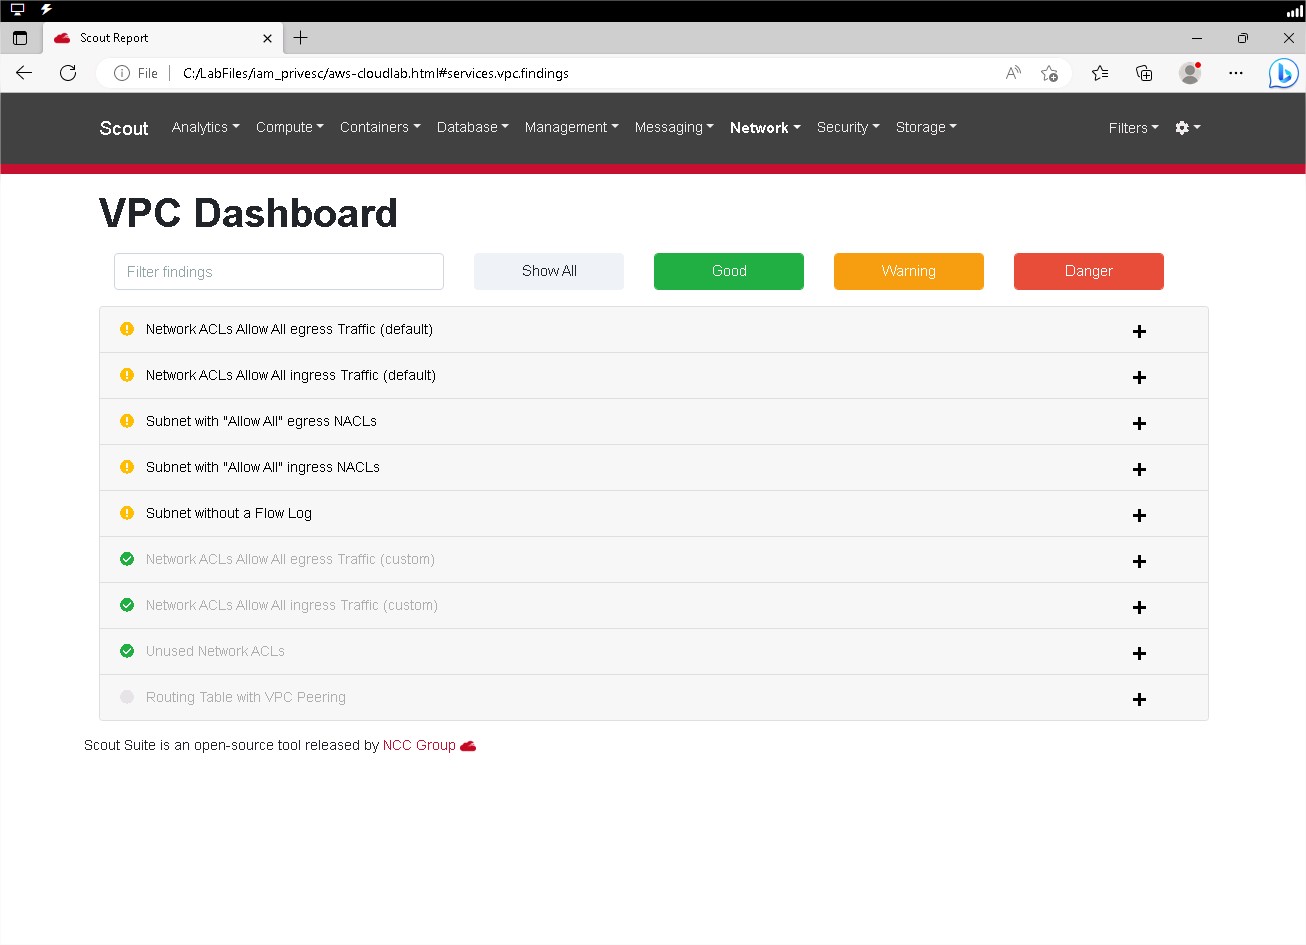 Scout Report
File
C:/LabFiles/iam_privesc/aws-cloudlab.html#services.vpc.findings
Scout Analytics Compute Containers Database Management Messaging Network Security Storage Filters
VPC Dashboard
Filter findings Show All Good Warning Danger
Network ACLs Allow All egress Traffic (default)
Network ACLs Allow All ingress Traffic (default)
Subnet with "Allow All" egress NACLs
Subnet with "Allow All" ingress NACLs
Subnet without a Flow Log
Network ACLs Allow All egress Traffic (custom)
Network ACLs Allow All ingress Traffic (custom)
Unused Network ACLs
Routing Table with VPC Peering
Scout Suite is an open-source tool released by NCC Group